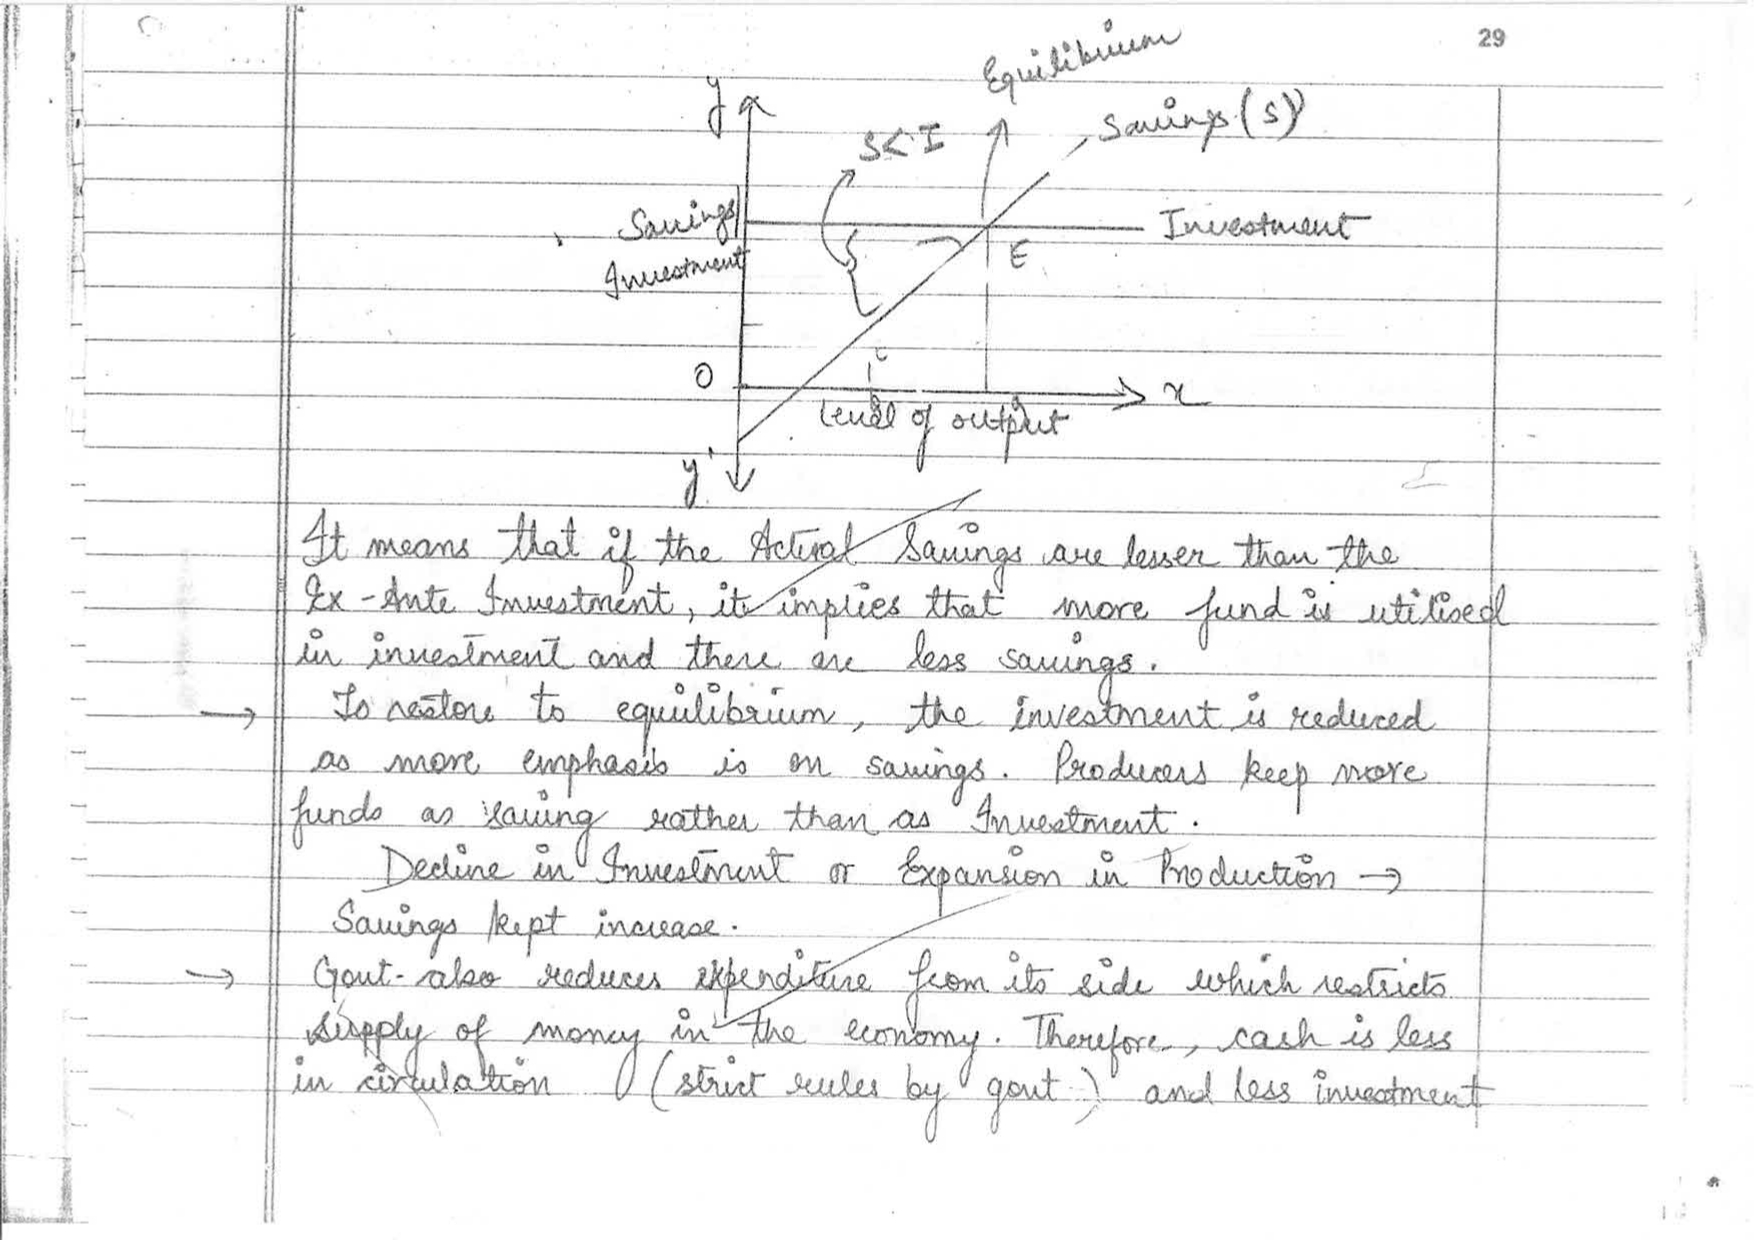 29
Equilibrium
y
Savings (S)
S< I
Savings/
Investment
Investment
E
O
x
level of output
y'
It means that if the Actual Savings are lesser than the
Ex-Ante Investment, it implies that more fund is utilised
in investment and there are less savings.
→ To restore to equilibrium, the investment is reduced
as more emphasis is on savings. Producers keep more
funds as saving rather than as Investment.
Decline in Investment or Expansion in Production →
Savings kept increase.
→ Govt. also reduces expenditure from its side which restricts
supply of money in the economy. Therefore, cash is less
in circulation (strict rules by govt.) and less investment